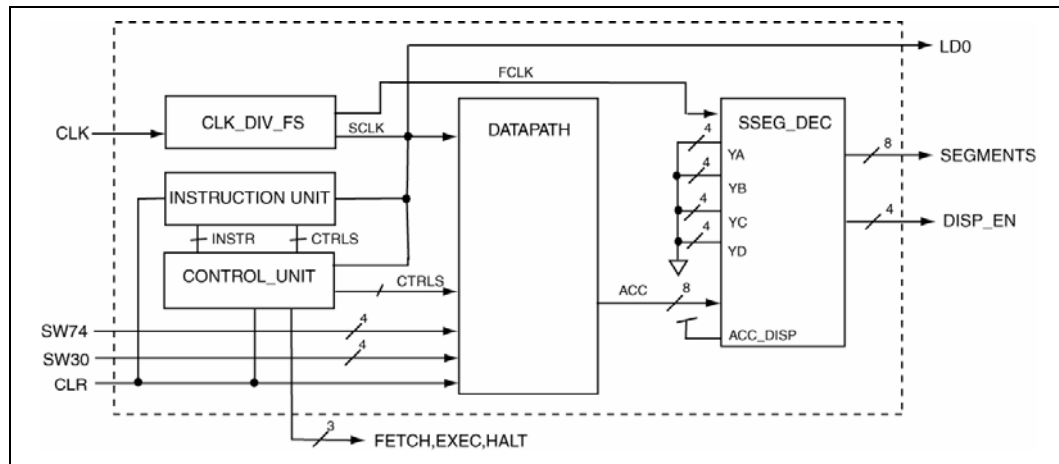 LD0
FCLK
CLK
CLK_DIV_FS
SCLK
DATAPATH
SSEG_DEC
4
YA
8
SEGMENTS
4
YB
INSTRUCTION UNIT
4
YC
4
DISP_EN
INSTR
CTRLS
4
YD
CONTROL_UNIT
CTRLS
ACC
8
SW74
4
ACC_DISP
SW30
4
CLR
3
FETCH,EXEC,HALT